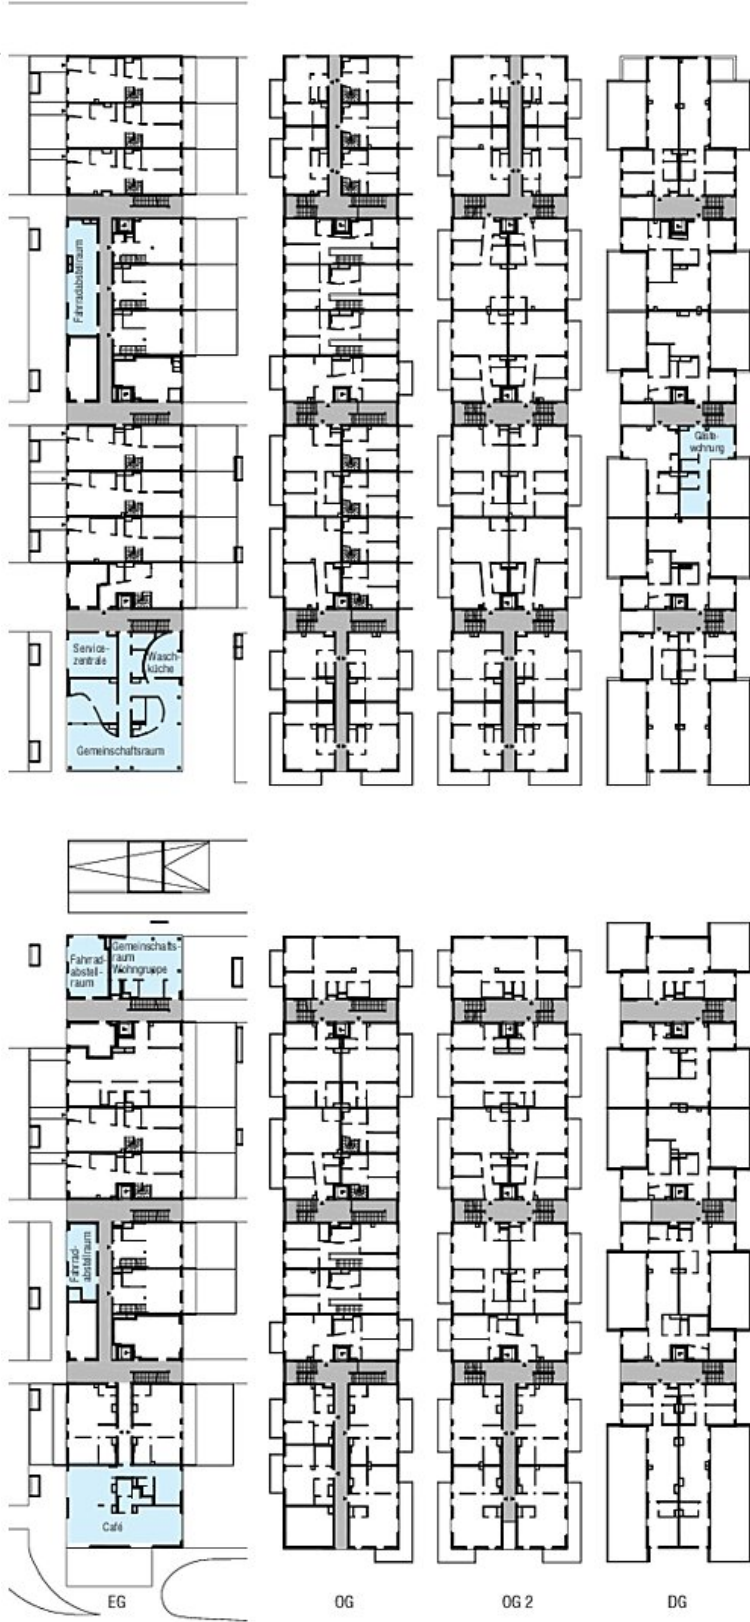 Fahrradabstellraum
Gäste-
wohnung
Service-
zentrale
Wasch-
küche
Gemeinschaftsraum
Fahrrad-
abstell-
raum
Gemeinschafts-
raum
Wohngruppe
Fahrrad-
abstellraum
Café
EG
OG
OG 2
DG